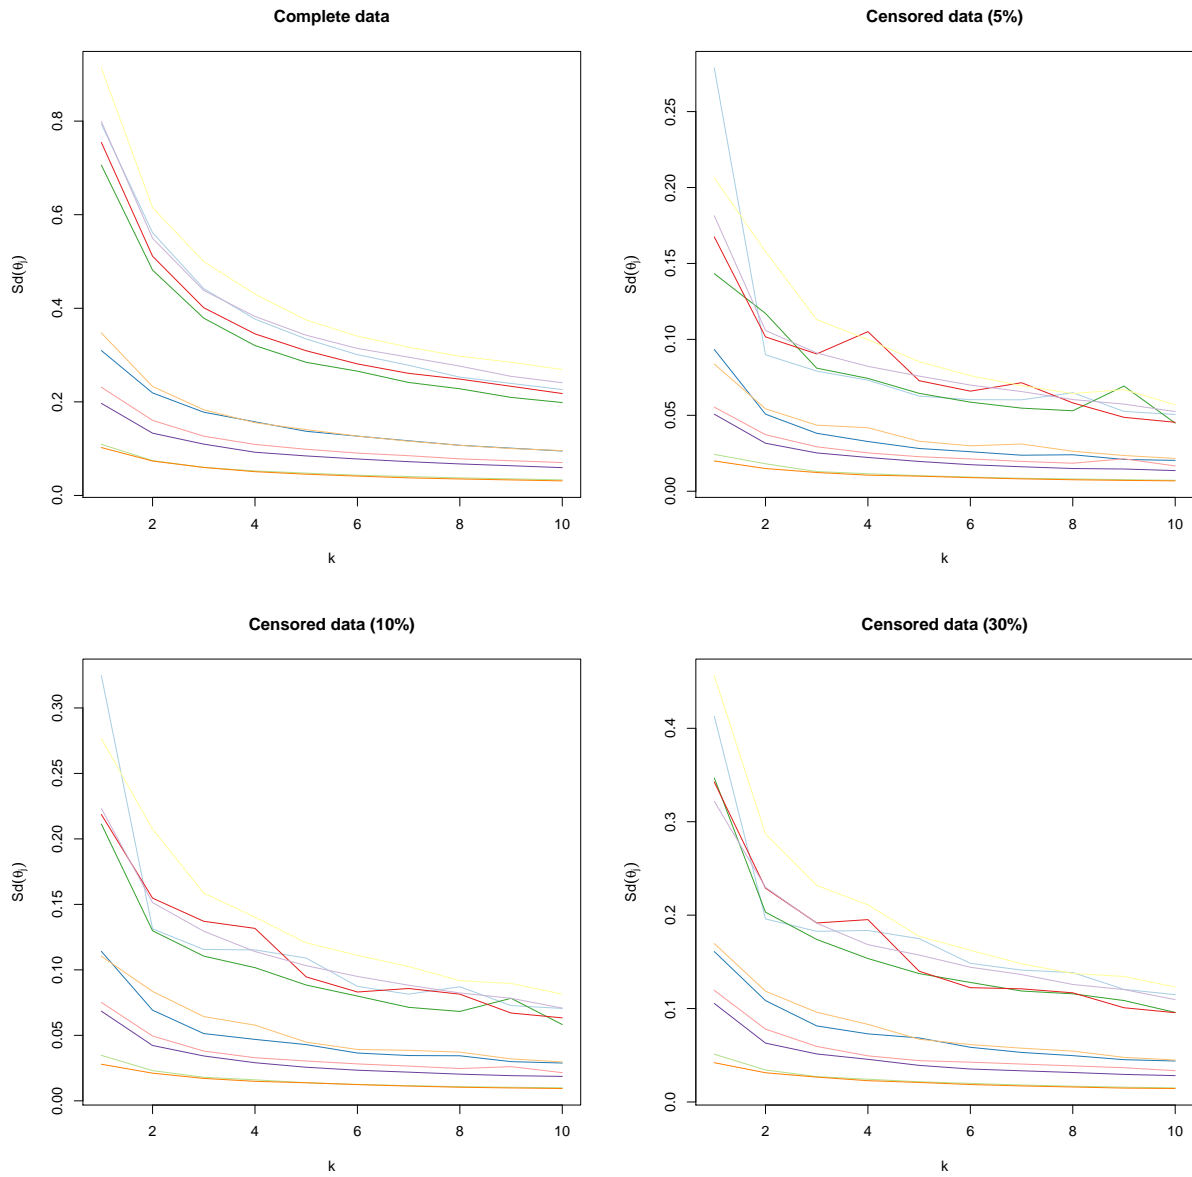 Complete data
Sd(θj)
0.0 0.2 0.4 0.6 0.8
2 4 6 8 10
k
Censored data (5%)
Sd(θj)
0.00 0.05 0.10 0.15 0.20 0.25
2 4 6 8 10
k
Censored data (10%)
Sd(θj)
0.00 0.05 0.10 0.15 0.20 0.25 0.30
2 4 6 8 10
k
Censored data (30%)
Sd(θj)
0.0 0.1 0.2 0.3 0.4
2 4 6 8 10
k